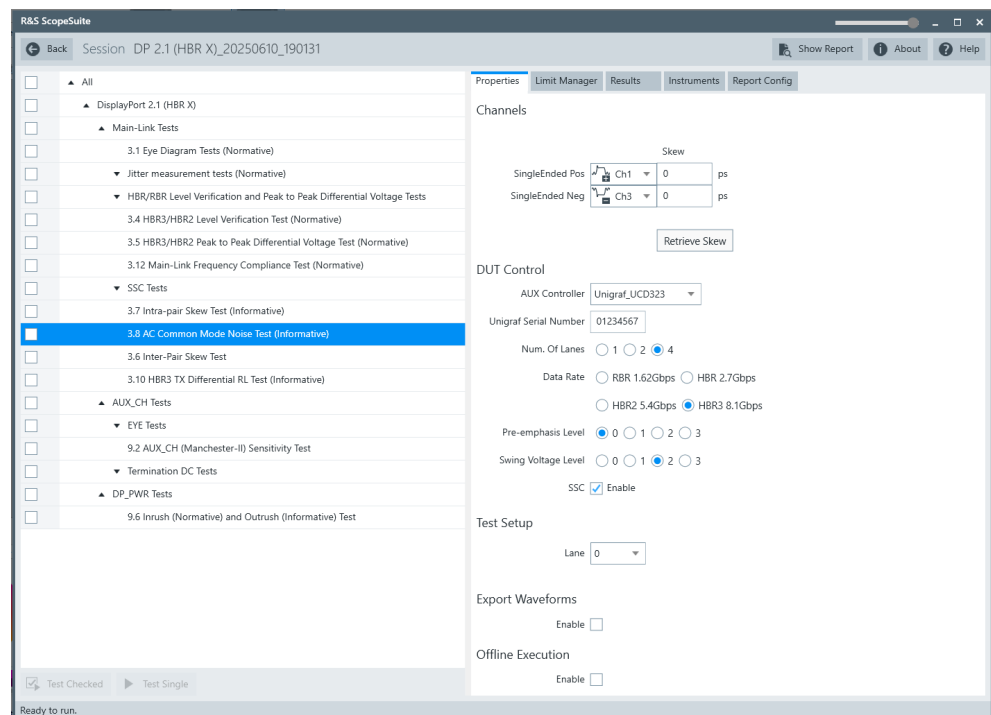 R&S ScopeSuite
Back Session DP 2.1 (HBR X)_20250610_190131 Show Report About Help
All
DisplayPort 2.1 (HBR X)
Main-Link Tests
3.1 Eye Diagram Tests (Normative)
Jitter measurement tests (Normative)
HBR/RBR Level Verification and Peak to Peak Differential Voltage Tests
3.4 HBR3/HBR2 Level Verification Test (Normative)
3.5 HBR3/HBR2 Peak to Peak Differential Voltage Test (Normative)
3.12 Main-Link Frequency Compliance Test (Normative)
SSC Tests
3.7 Intra-pair Skew Test (Informative)
3.8 AC Common Mode Noise Test (Informative)
3.6 Inter-Pair Skew Test
3.10 HBR3 TX Differential RL Test (Informative)
AUX_CH Tests
EYE Tests
9.2 AUX_CH (Manchester-II) Sensitivity Test
Termination DC Tests
DP_PWR Tests
9.6 Inrush (Normative) and Outrush (Informative) Test
Test Checked Test Single
Ready to run.
Properties Limit Manager Results Instruments Report Config
Channels
Skew
SingleEnded Pos Ch1 0 ps
SingleEnded Neg Ch3 0 ps
Retrieve Skew
DUT Control
AUX Controller Unigraf_UCD323
Unigraf Serial Number 01234567
Num. Of Lanes 1 2 4
Data Rate RBR 1.62Gbps HBR 2.7Gbps
HBR2 5.4Gbps HBR3 8.1Gbps
Pre-emphasis Level 0 1 2 3
Swing Voltage Level 0 1 2 3
SSC Enable
Test Setup
Lane 0
Export Waveforms
Enable
Offline Execution
Enable